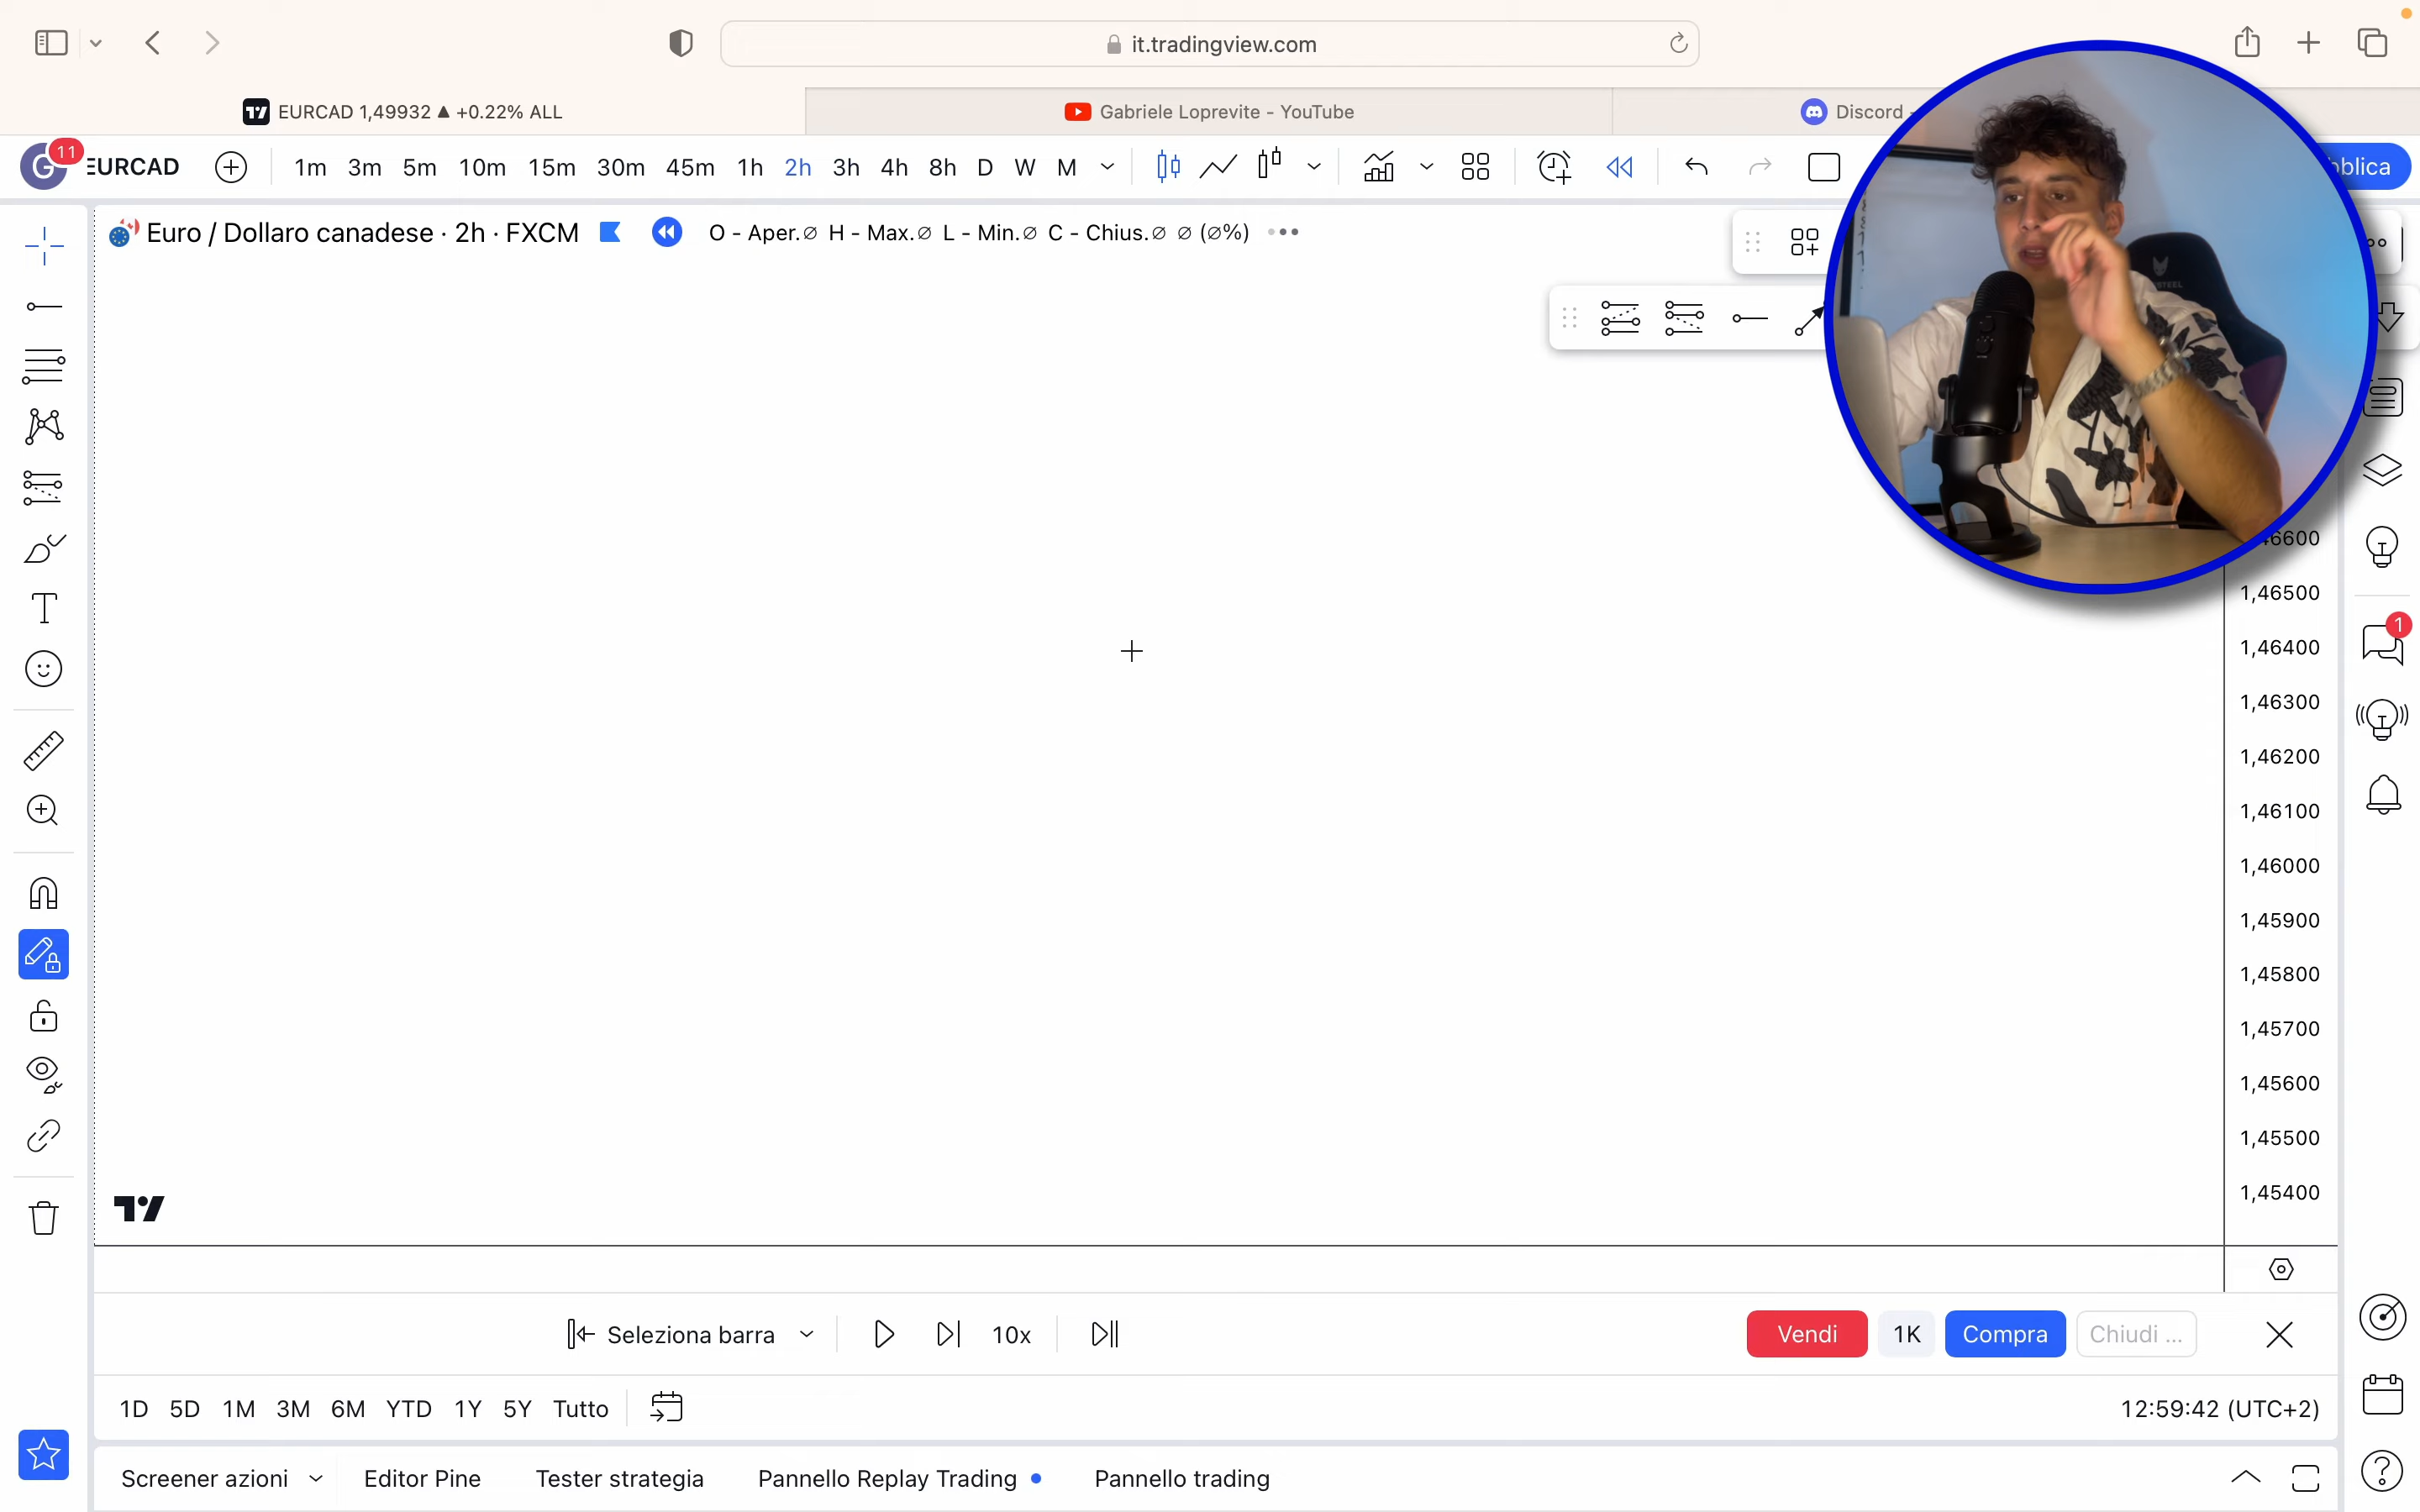 it.tradingview.com
EURCAD 1,49932 ▲ +0.22% ALL
Gabriele Loprevite - YouTube
Discord
G 11 EURCAD 1m 3m 5m 10m 15m 30m 45m 1h 2h 3h 4h 8h D W M
Euro / Dollaro canadese · 2h · FXCM O - Aper.∅ H - Max.∅ L - Min.∅ C - Chius.∅ ∅ (∅%)
1,46500
1,46400
1
1,46300
1,46200
1,46100
1,46000
1,45900
1,45800
1,45700
1,45600
1,45500
1,45400
Seleziona barra 10x Vendi 1K Compra Chiudi ...
1D 5D 1M 3M 6M YTD 1Y 5Y Tutto 12:59:42 (UTC+2)
Screener azioni Editor Pine Tester strategia Pannello Replay Trading Pannello trading